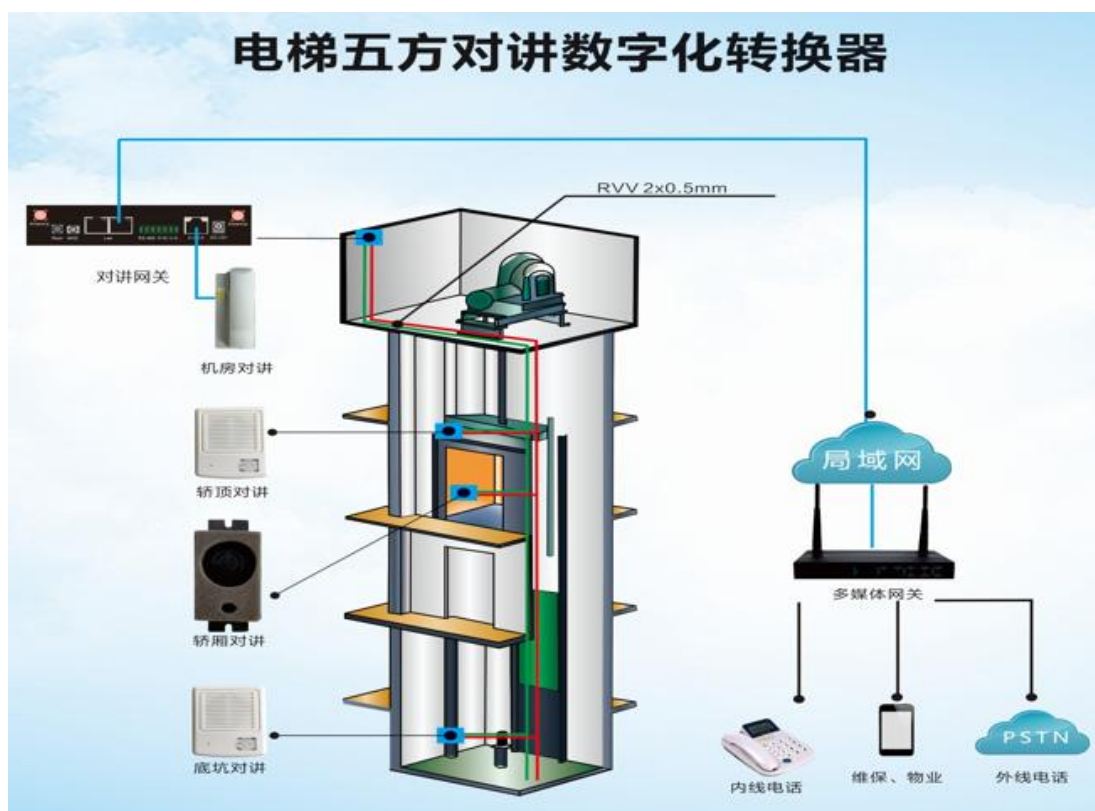 电梯五方对讲数字化转换器
RVV 2x0.5mm
对讲网关
机房对讲
轿顶对讲
轿厢对讲
底坑对讲
局域网
多媒体网关
PSTN
内线电话
维保、物业
外线电话